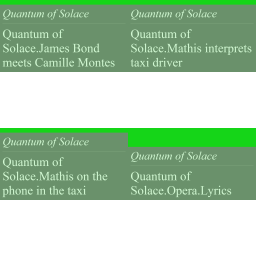 Quantum of Solace
Quantum of
Solace.James Bond
meets Camille Montes
Quantum of Solace
Quantum of
Solace.Mathis interprets
taxi driver
Quantum of Solace
Quantum of
Solace.Mathis on the
phone in the taxi
Quantum of Solace
Quantum of
Solace.Opera.Lyrics